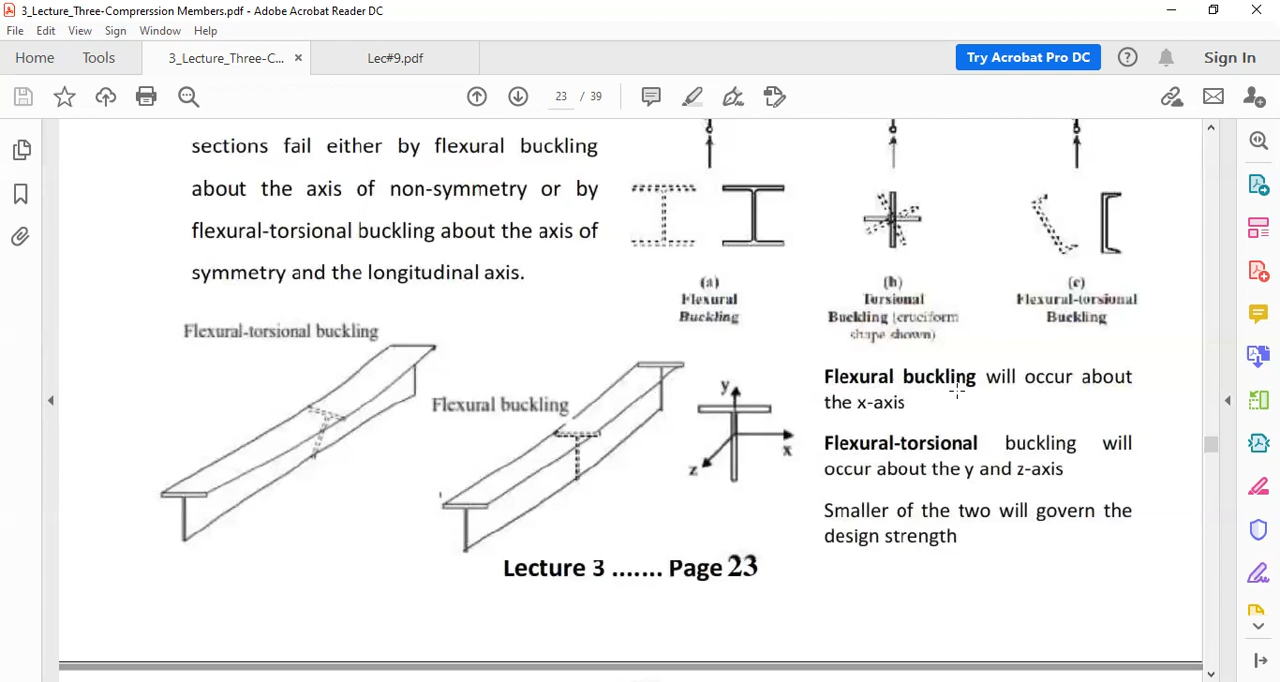 3_Lecture_Three-Comprerssion Members.pdf - Adobe Acrobat Reader DC
File Edit View Sign Window Help
Home Tools 3_Lecture_Three-C... × Lec#9.pdf Try Acrobat Pro DC Sign In
23 / 39
sections fail either by flexural buckling
about the axis of non-symmetry or by
flexural-torsional buckling about the axis of
symmetry and the longitudinal axis.
(a)
Flexural
Buckling
(b)
Torsional
Buckling (cruciform
shape shown)
(c)
Flexural-torsional
Buckling
Flexural-torsional buckling
Flexural buckling
y
x
z
Flexural buckling will occur about
the x-axis
Flexural-torsional buckling will
occur about the y and z-axis
Smaller of the two will govern the
design strength
Lecture 3 ....... Page 23